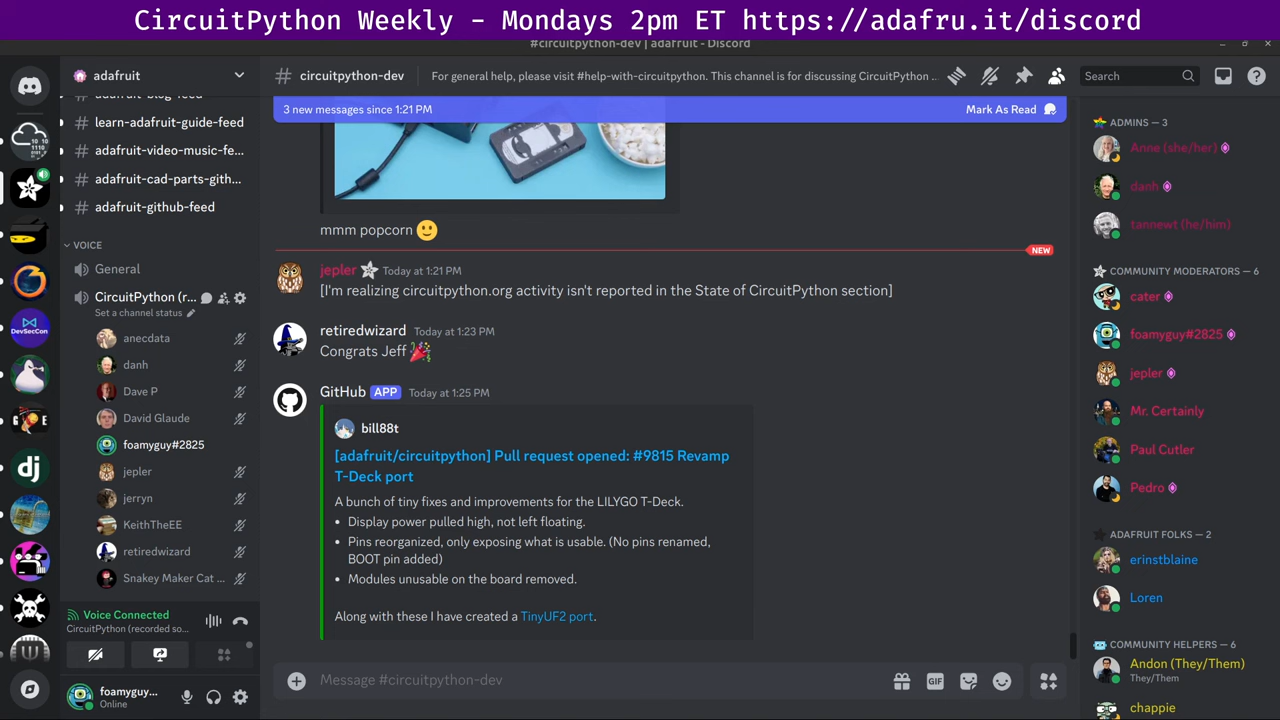 CircuitPython Weekly - Mondays 2pm ET https://adafru.it/discord
#circuitpython-dev | adafruit - Discord
adafruit
# circuitpython-dev
For general help, please visit #help-with-circuitpython. This channel is for discussing CircuitPython ...
Search
adafruit-blog-feed
# learn-adafruit-guide-feed
# adafruit-video-music-fe...
# adafruit-cad-parts-gith...
# adafruit-github-feed
VOICE
General
CircuitPython (r...
Set a channel status
anecdata
danh
Dave P
David Glaude
foamyguy#2825
jepler
jerryn
KeithTheEE
retiredwizard
Snakey Maker Cat ...
Voice Connected
CircuitPython (recorded so...
foamyguy...
Online
DevSecCon
dj
3 new messages since 1:21 PM
Mark As Read
mmm popcorn
NEW
jepler Today at 1:21 PM
[I'm realizing circuitpython.org activity isn't reported in the State of CircuitPython section]
retiredwizard Today at 1:23 PM
Congrats Jeff
GitHub APP Today at 1:25 PM
bill88t
[adafruit/circuitpython] Pull request opened: #9815 Revamp
T-Deck port
A bunch of tiny fixes and improvements for the LILYGO T-Deck.
• Display power pulled high, not left floating.
• Pins reorganized, only exposing what is usable. (No pins renamed,
BOOT pin added)
• Modules unusable on the board removed.
Along with these I have created a TinyUF2 port.
Message #circuitpython-dev
GIF
ADMINS — 3
Anne (she/her)
danh
tannewt (he/him)
COMMUNITY MODERATORS — 6
cater
foamyguy#2825
jepler
Mr. Certainly
Paul Cutler
Pedro
ADAFRUIT FOLKS — 2
erinstblaine
Loren
COMMUNITY HELPERS — 6
Andon (They/Them)
They/Them
chappie